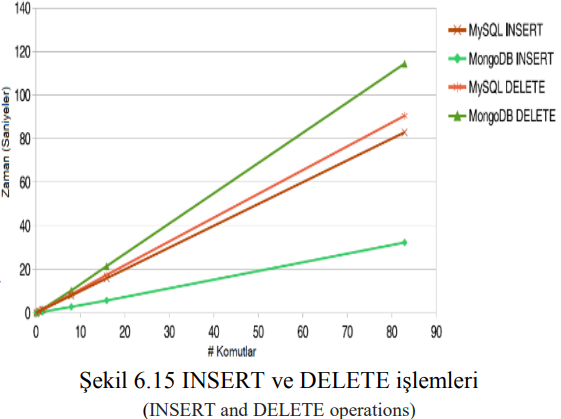 140
120
100
80
60
40
20
0
Zaman (Saniyeler)
0 10 20 30 40 50 60 70 80 90
# Komutlar
MySQL INSERT
MongoDB INSERT
MySQL DELETE
MongoDB DELETE
Şekil 6.15 INSERT ve DELETE işlemleri
(INSERT and DELETE operations)